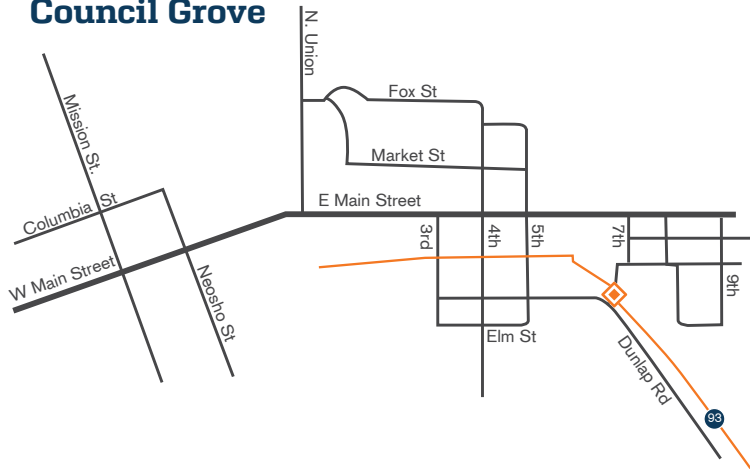 Council Grove
N. Union
Mission St.
Fox St
Market St
Columbia St
E Main Street
3rd
4th
5th
7th
9th
W Main Street
Neosho St
Elm St
Dunlap Rd
93